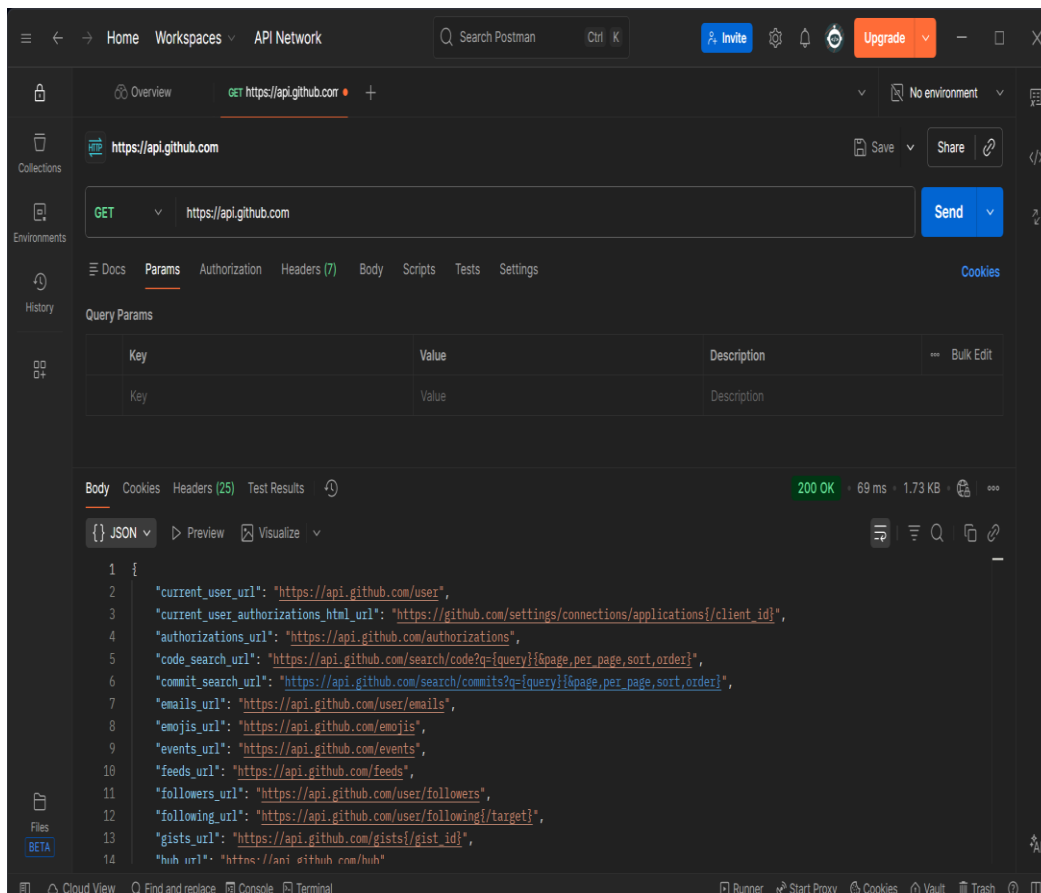 Home Workspaces API Network Search Postman Ctrl K Invite Upgrade
Overview GET https://api.github.com No environment
HTTP https://api.github.com Save Share
Collections
GET https://api.github.com Send
Environments
Docs Params Authorization Headers (7) Body Scripts Tests Settings Cookies
History
Query Params
Key Value Description Bulk Edit
Key Value Description
Body Cookies Headers (25) Test Results 200 OK • 69 ms • 1.73 KB
{} JSON Preview Visualize
1 {
2 "current_user_url": "https://api.github.com/user",
3 "current_user_authorizations_html_url": "https://github.com/settings/connections/applications{/client_id}",
4 "authorizations_url": "https://api.github.com/authorizations",
5 "code_search_url": "https://api.github.com/search/code?q={query}{&page,per_page,sort,order}",
6 "commit_search_url": "https://api.github.com/search/commits?q={query}{&page,per_page,sort,order}",
7 "emails_url": "https://api.github.com/user/emails",
8 "emojis_url": "https://api.github.com/emojis",
9 "events_url": "https://api.github.com/events",
10 "feeds_url": "https://api.github.com/feeds",
11 "followers_url": "https://api.github.com/user/followers",
12 "following_url": "https://api.github.com/user/following{/target}",
13 "gists_url": "https://api.github.com/gists{/gist_id}",
14 "hub_url": "https://api.github.com/hub"
Files
BETA
Cloud View Find and replace Console Terminal Runner Start Proxy Cookies Vault Trash